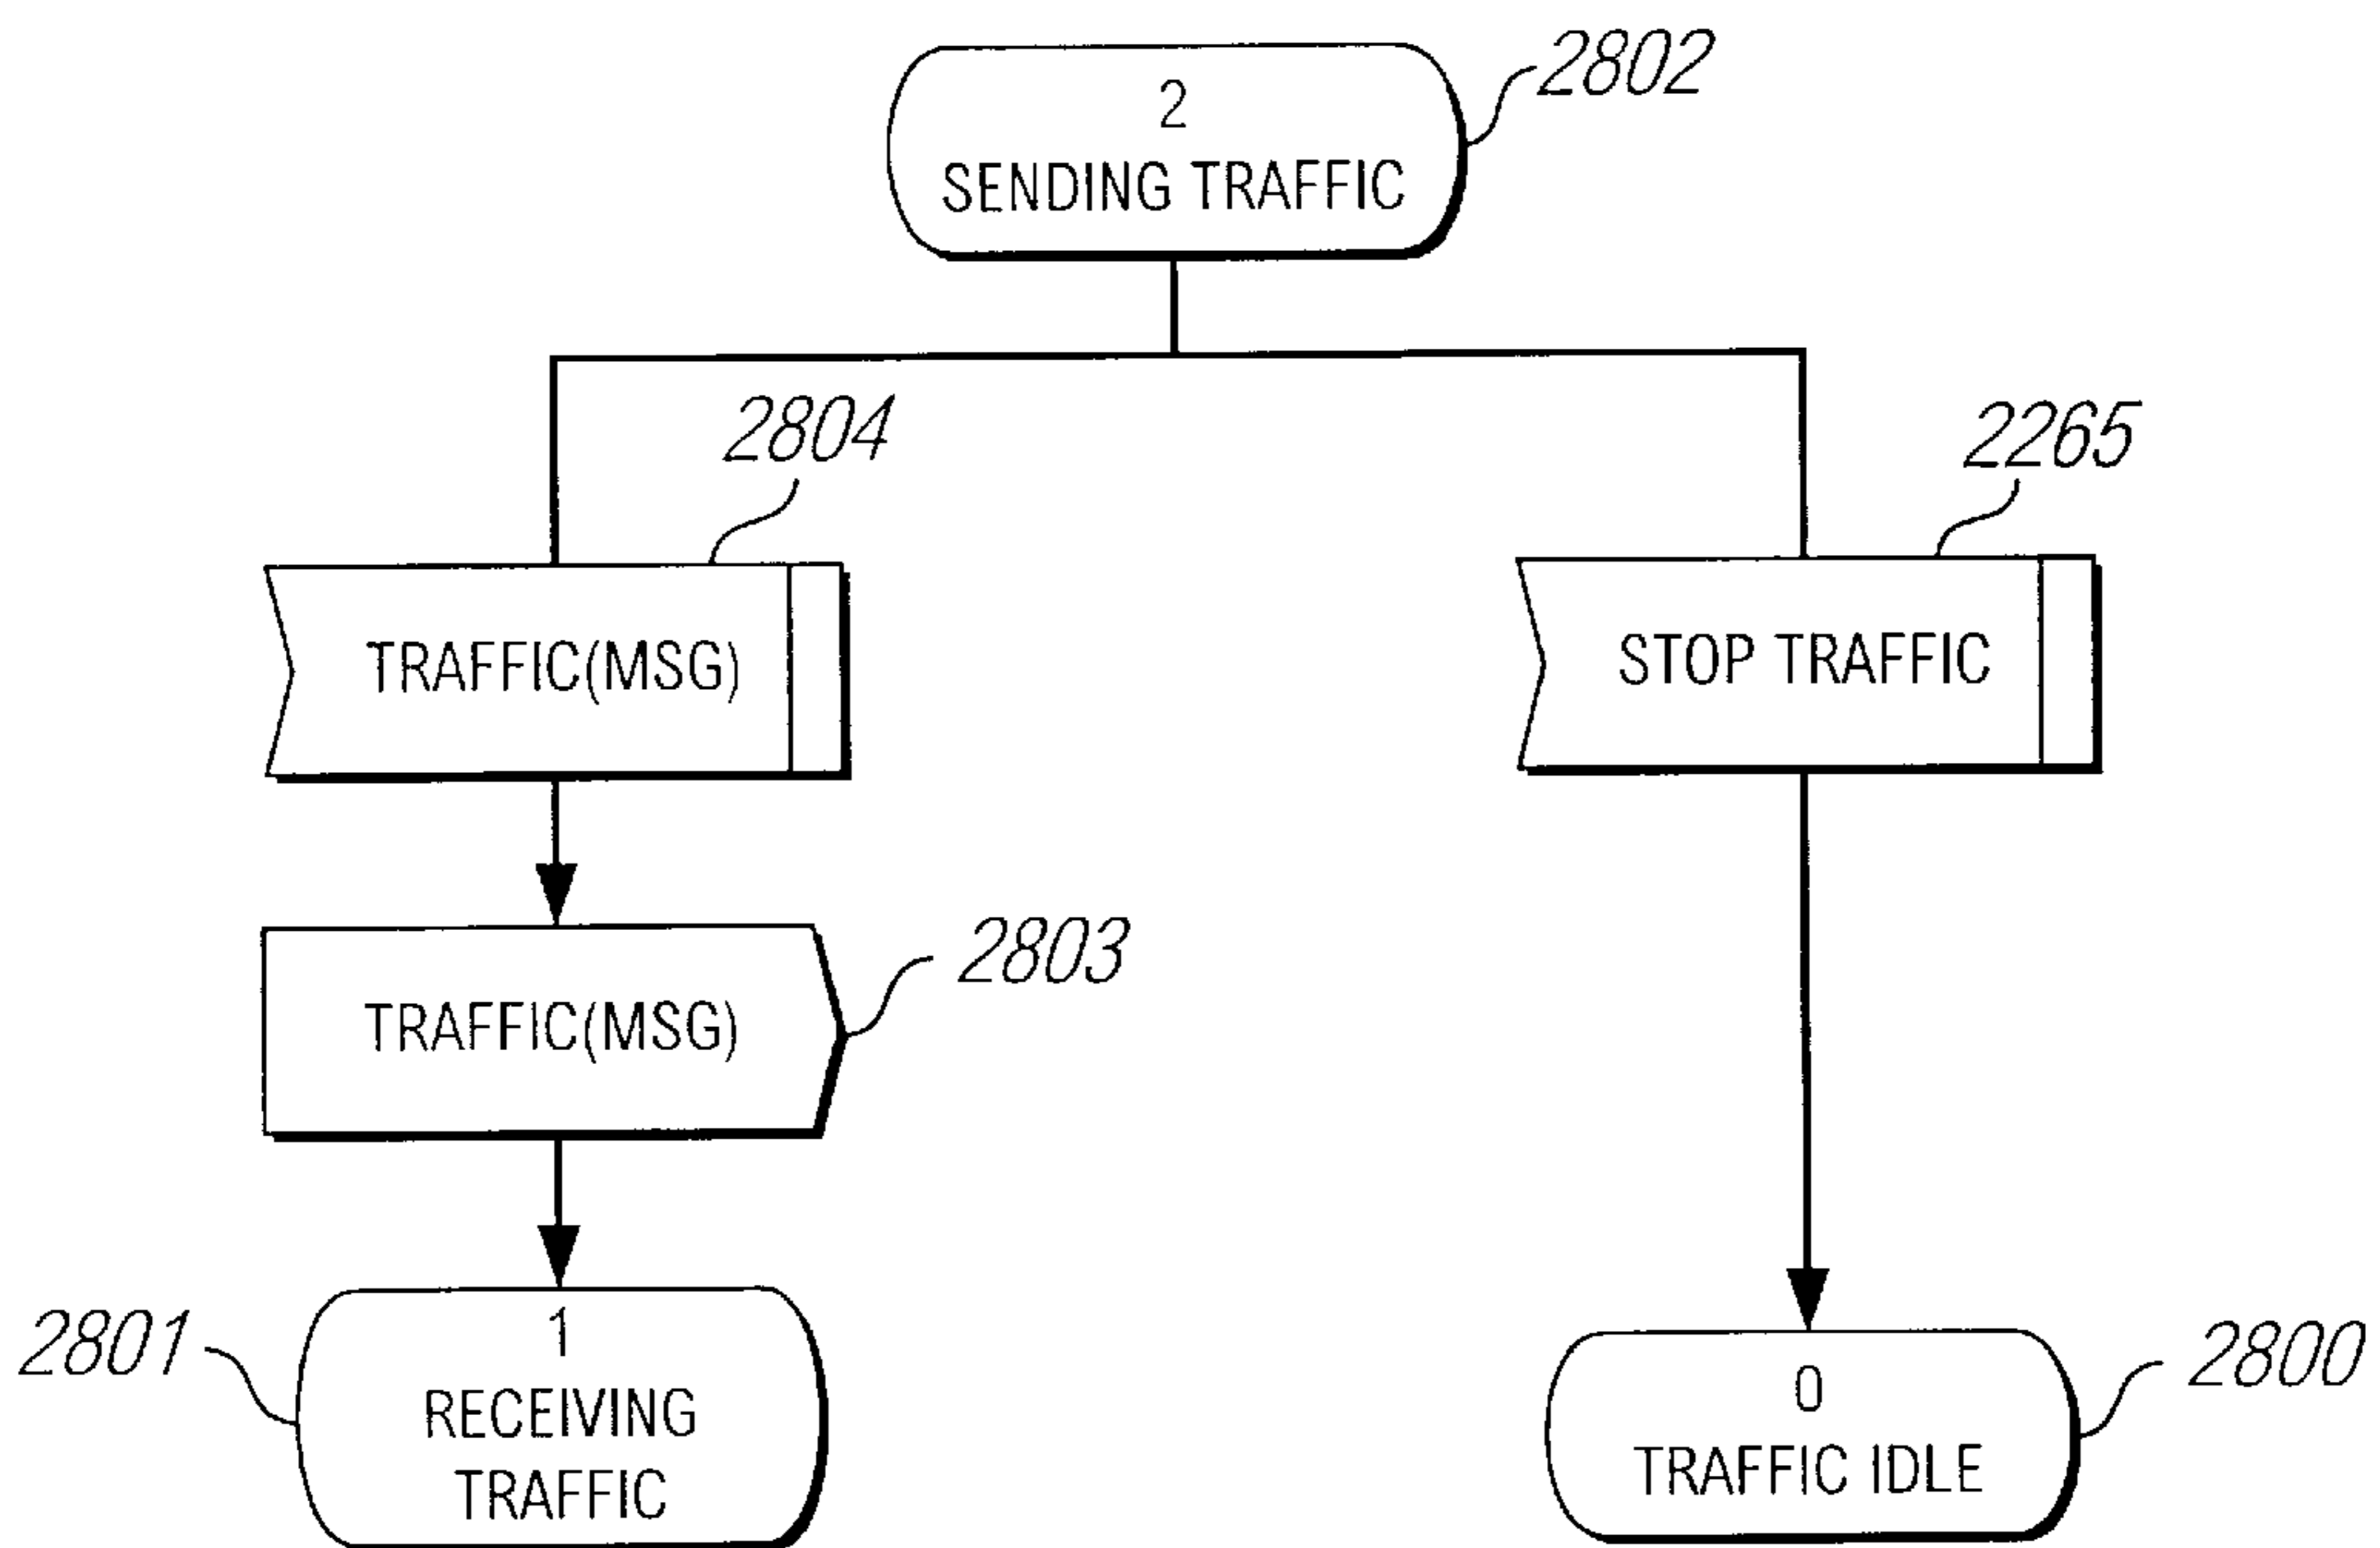 2802
2
SENDING TRAFFIC
2804
2265
TRAFFIC(MSG)
STOP TRAFFIC
2803
TRAFFIC(MSG)
2801
1
RECEIVING
TRAFFIC
2800
0
TRAFFIC IDLE